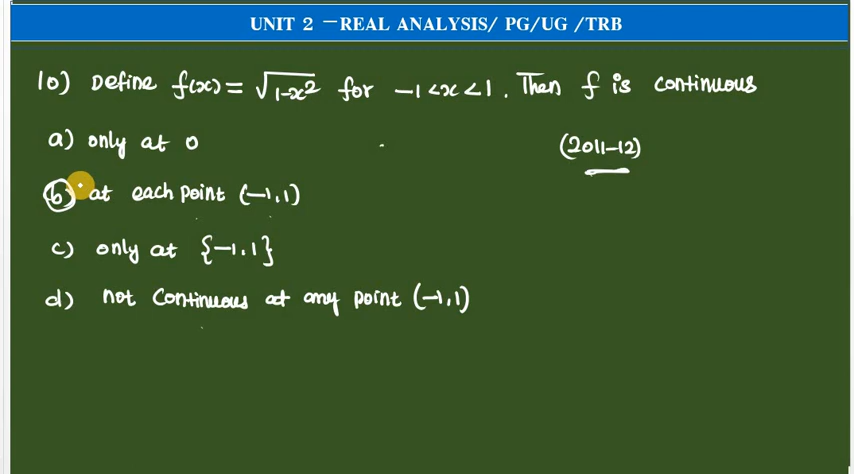 UNIT 2 －REAL ANALYSIS/ PG/UG /TRB
10) Define f(x) = √1-x² for -1<x<1. Then f is continuous
a) only at 0
(2011-12)
b) at each point (-1,1)
c) only at {-1,1}
d) not continuous at any point (-1,1)